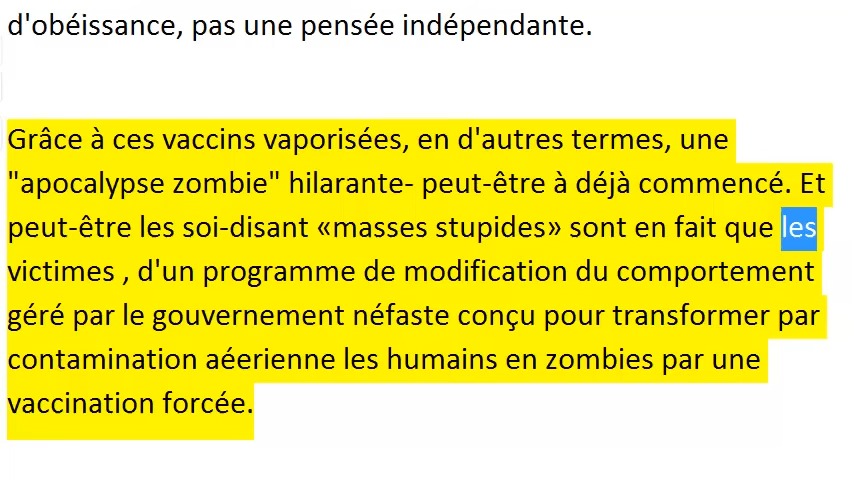 d'obéissance, pas une pensée indépendante.
Grâce à ces vaccins vaporisées, en d'autres termes, une
"apocalypse zombie" hilarante- peut-être à déjà commencé. Et
peut-être les soi-disant «masses stupides» sont en fait que les
victimes , d'un programme de modification du comportement
géré par le gouvernement néfaste conçu pour transformer par
contamination aéerienne les humains en zombies par une
vaccination forcée.